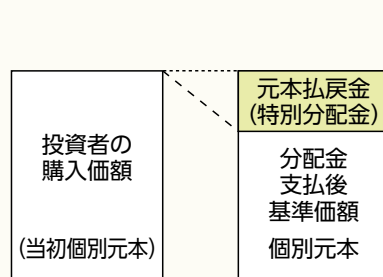 投資者の
購入価額
(当初個別元本)
元本払戻金
(特別分配金)
分配金
支払後
基準価額
個別元本